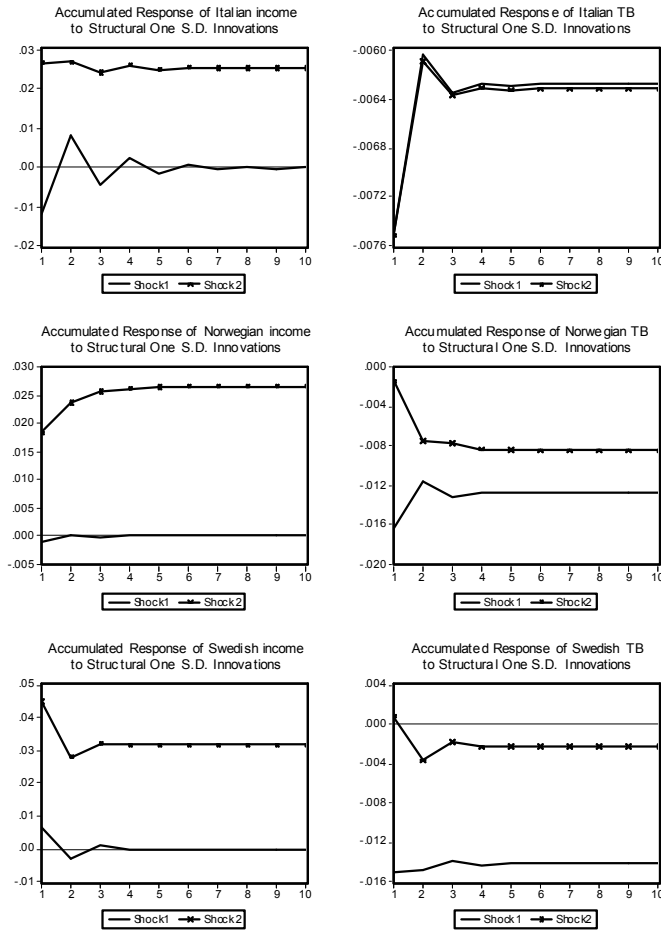 Accumulated Response of Italian income
to Structural One S.D. Innovations
.03
.02
.01
.00
-.01
-.02
1 2 3 4 5 6 7 8 9 10
Shock1 Shock2
Accumulated Response of Italian TB
to Structural One S.D. Innovations
-.0060
-.0064
-.0068
-.0072
-.0076
1 2 3 4 5 6 7 8 9 10
Shock1 Shock2
Accumulated Response of Norwegian income
to Structural One S.D. Innovations
.030
.025
.020
.015
.010
.005
.000
-.005
1 2 3 4 5 6 7 8 9 10
Shock1 Shock2
Accumulated Response of Norwegian TB
to Structural One S.D. Innovations
.000
-.004
-.008
-.012
-.016
-.020
1 2 3 4 5 6 7 8 9 10
Shock1 Shock2
Accumulated Response of Swedish income
to Structural One S.D. Innovations
.05
.04
.03
.02
.01
.00
-.01
1 2 3 4 5 6 7 8 9 10
Shock1 Shock2
Accumulated Response of Swedish TB
to Structural One S.D. Innovations
.004
.000
-.004
-.008
-.012
-.016
1 2 3 4 5 6 7 8 9 10
Shock1 Shock2